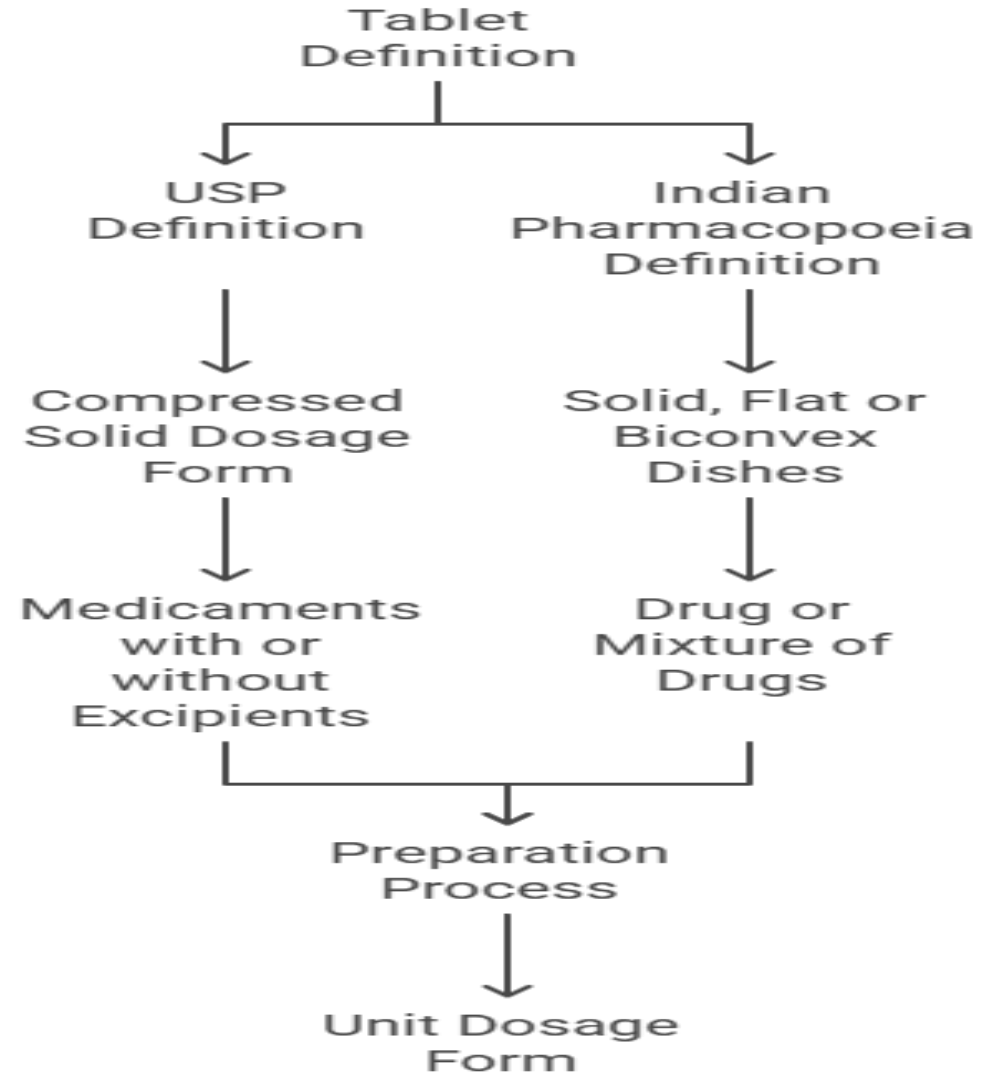 Tablet
Definition
USP
Definition
Indian
Pharmacopoeia
Definition
Compressed
Solid Dosage
Form
Solid, Flat or
Biconvex
Dishes
Medicaments
with or
without
Excipients
Drug or
Mixture of
Drugs
Preparation
Process
Unit Dosage
Form